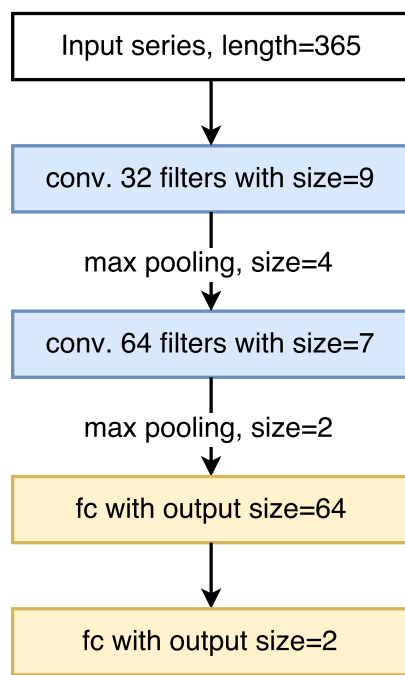 Input series, length=365
conv. 32 filters with size=9
max pooling, size=4
conv. 64 filters with size=7
max pooling, size=2
fc with output size=64
fc with output size=2